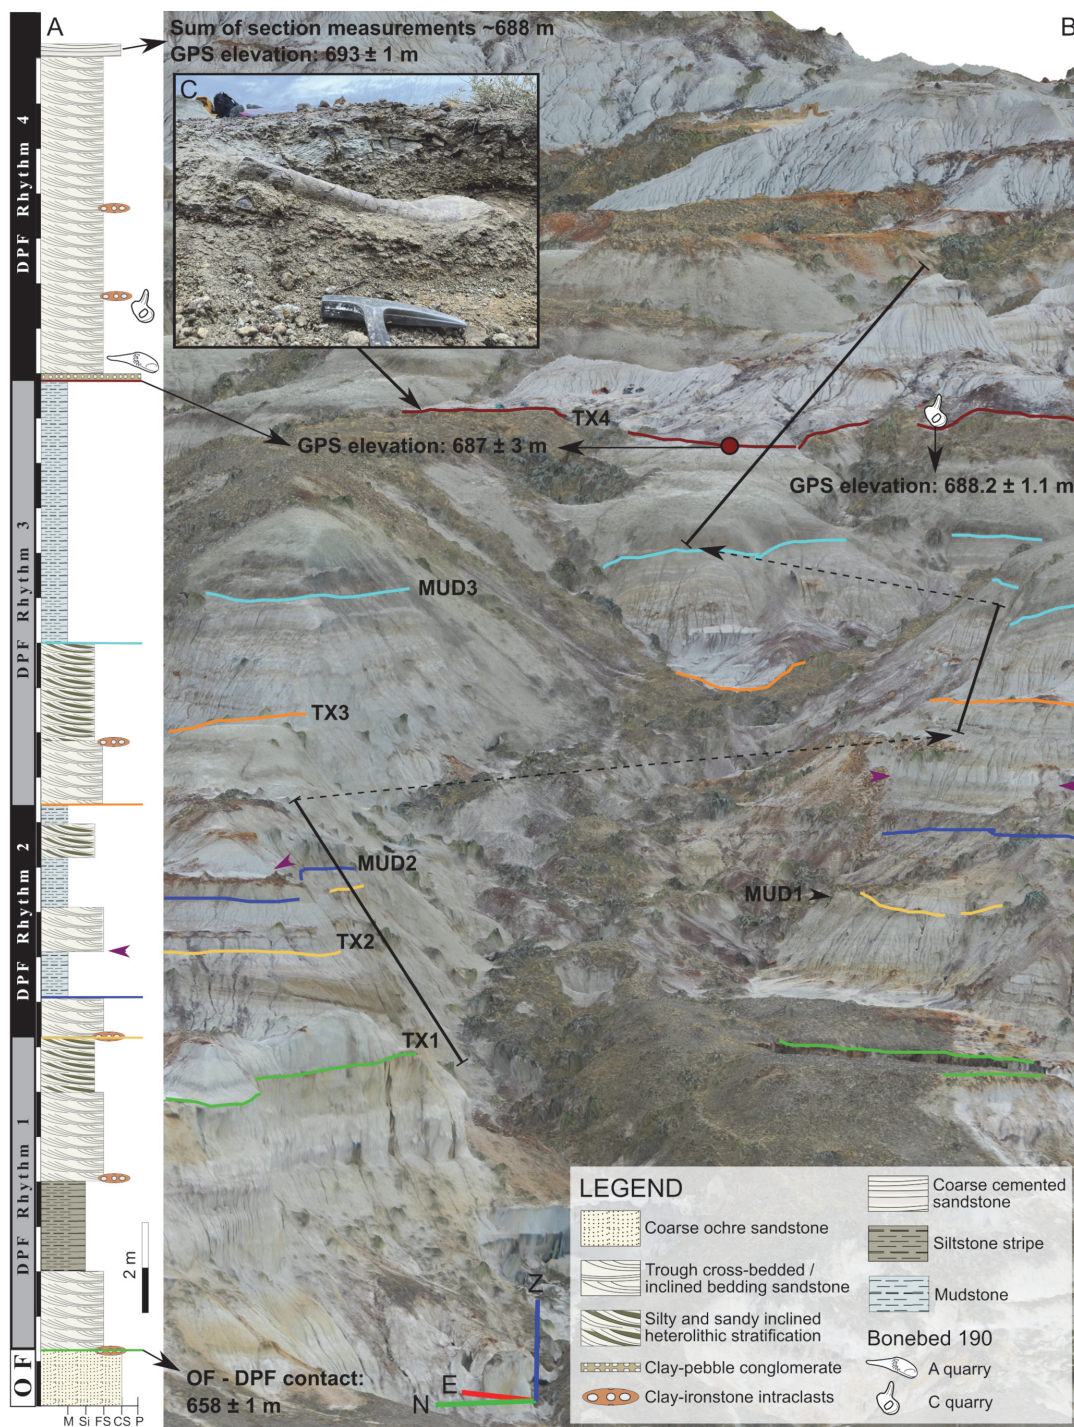 A
B
Sum of section measurements ~688 m
GPS elevation: 693 ± 1 m
C
DPF Rhythm 4
TX4
GPS elevation: 687 ± 3 m
GPS elevation: 688.2 ± 1.1 m
DPF Rhythm 3
MUD3
TX3
DPF Rhythm 2
MUD2
MUD1
TX2
TX1
DPF Rhythm 1
2 m
OF
OF - DPF contact:
658 ± 1 m
M Si FS CS P
Z
E
N
LEGEND
Coarse ochre sandstone
Trough cross-bedded /
inclined bedding sandstone
Silty and sandy inclined
heterolithic stratification
Clay-pebble conglomerate
Clay-ironstone intraclasts
Coarse cemented
sandstone
Siltstone stripe
Mudstone
Bonebed 190
A quarry
C quarry